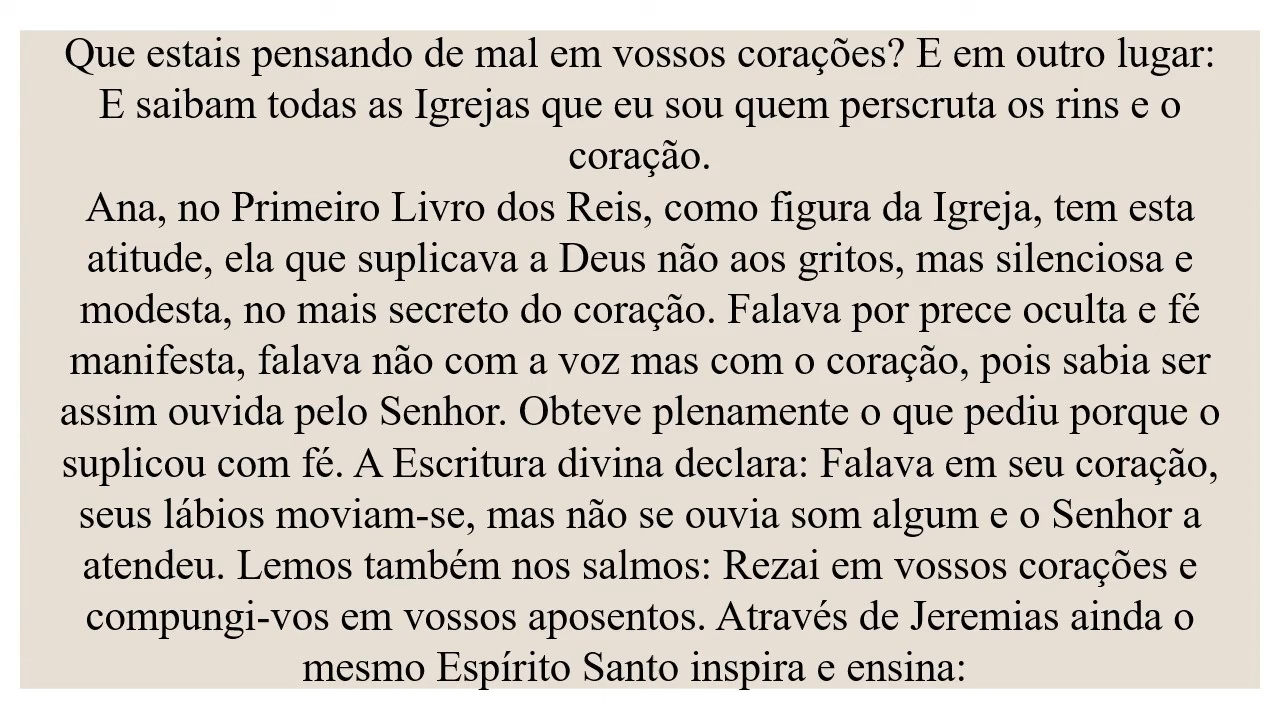 Que estais pensando de mal em vossos corações? E em outro lugar:
E saibam todas as Igrejas que eu sou quem perscruta os rins e o
coração.
Ana, no Primeiro Livro dos Reis, como figura da Igreja, tem esta
atitude, ela que suplicava a Deus não aos gritos, mas silenciosa e
modesta, no mais secreto do coração. Falava por prece oculta e fé
manifesta, falava não com a voz mas com o coração, pois sabia ser
assim ouvida pelo Senhor. Obteve plenamente o que pediu porque o
suplicou com fé. A Escritura divina declara: Falava em seu coração,
seus lábios moviam-se, mas não se ouvia som algum e o Senhor a
atendeu. Lemos também nos salmos: Rezai em vossos corações e
compungi-vos em vossos aposentos. Através de Jeremias ainda o
mesmo Espírito Santo inspira e ensina: